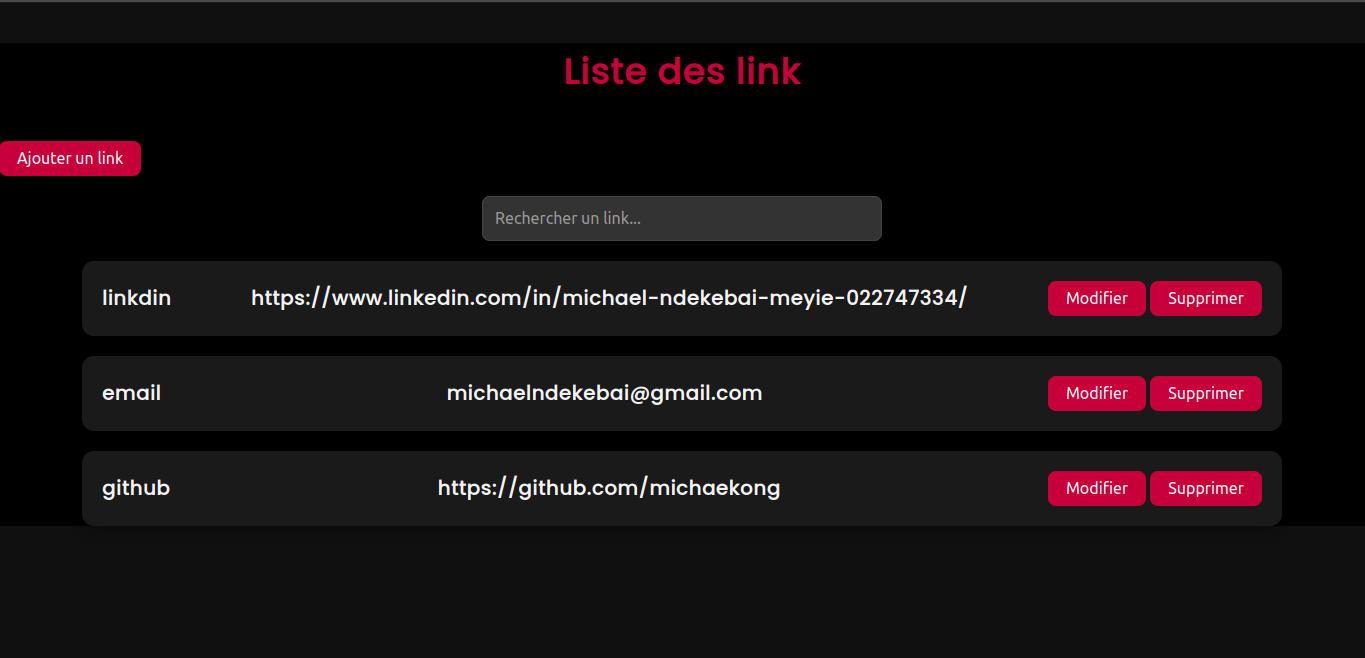 Liste des link
Ajouter un link
Rechercher un link...
linkdin https://www.linkedin.com/in/michael-ndekebai-meyie-022747334/ Modifier Supprimer
email michaelndekebai@gmail.com Modifier Supprimer
github https://github.com/michaekong Modifier Supprimer